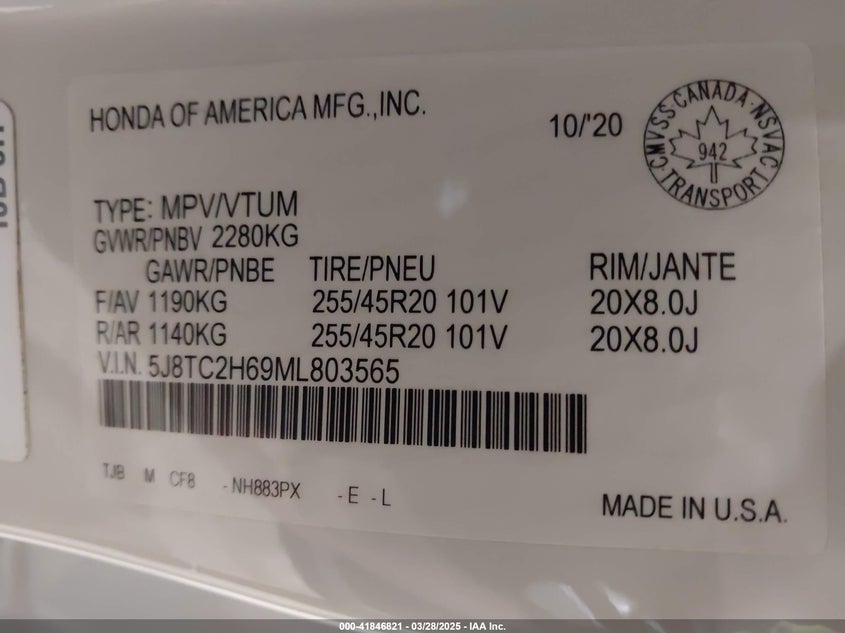 HONDA OF AMERICA MFG.,INC.
10/'20
CMVSS·CANADA·NSVAC
942
TRANSPORT
TYPE: MPV/VTUM
GVWR/PNBV 2280KG
GAWR/PNBE TIRE/PNEU RIM/JANTE
F/AV 1190KG 255/45R20 101V 20X8.0J
R/AR 1140KG 255/45R20 101V 20X8.0J
V.I.N. 5J8TC2H69ML803565
TJB M CF8 -NH883PX -E -L
MADE IN U.S.A.
000-41846821 - 03/28/2025 - IAA Inc.